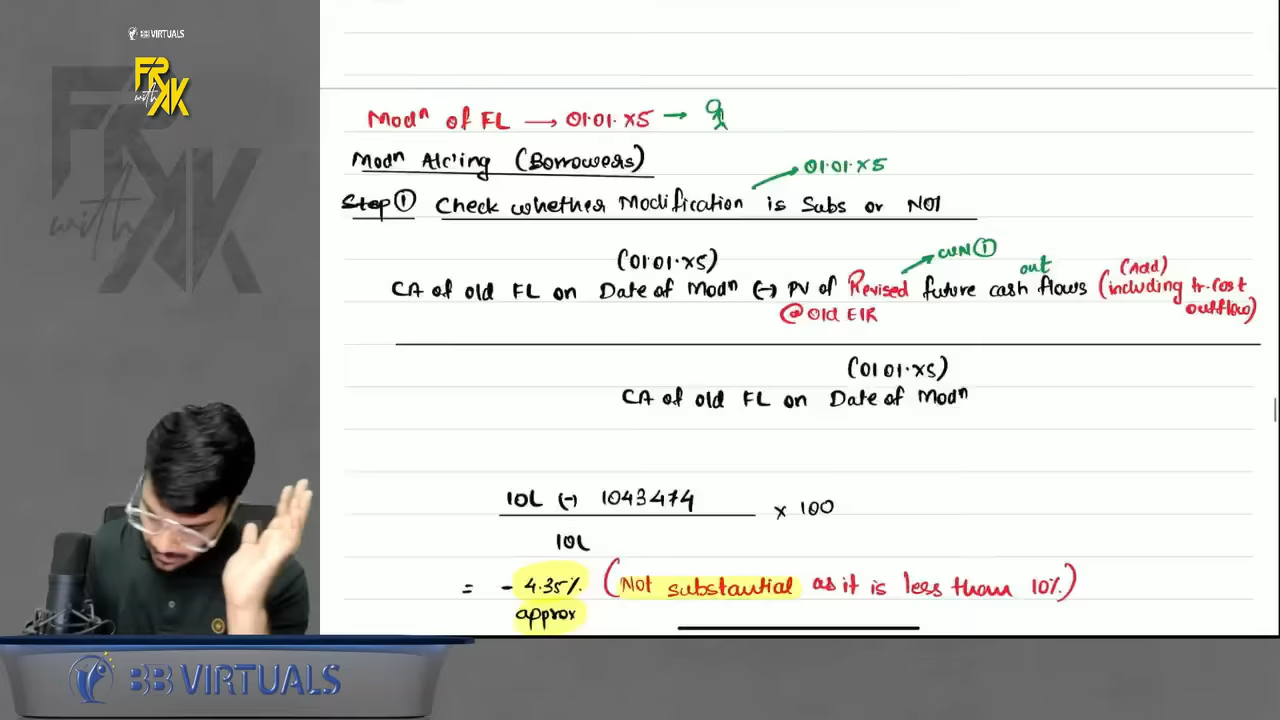 BB VIRTUALS
FR
with
KK
FR
with
KK
Modⁿ of FL → 01.01.X5 →
Modⁿ A/c'ing (Borrowers)
01.01.X5
Step ① Check whether Modification is Subs or NOT
(01.01.X5) WN ① out (Add)
CA of old FL on Date of Modⁿ (-) PV of Revised future cash flows (including tr. cost outflow)
@ Old EIR
(01.01.X5)
CA of old FL on Date of Modⁿ
10L (-) 1043474 × 100
10L
= - 4.35% (Not substantial as it is less than 10%)
approx
BB VIRTUALS